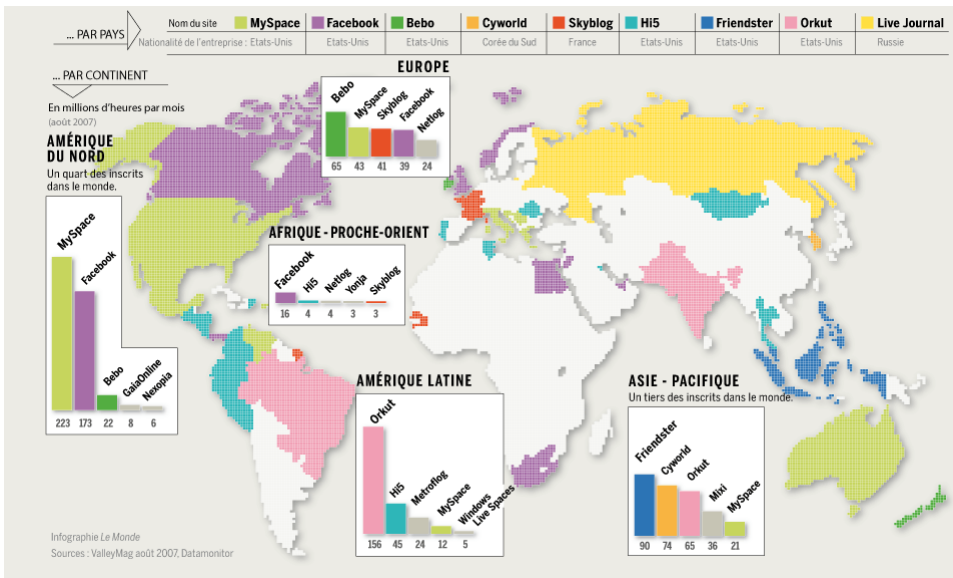 ... PAR PAYS
Nom du site MySpace Facebook Bebo Cyworld Skyblog Hi5 Friendster Orkut Live Journal
Nationalité de l'entreprise : Etats-Unis Etats-Unis Etats-Unis Corée du Sud France Etats-Unis Etats-Unis Etats-Unis Russie
... PAR CONTINENT
En millions d'heures par mois
(août 2007)
EUROPE
Bebo MySpace Skyblog Facebook Netlog
65 43 41 39 24
AMÉRIQUE
DU NORD
Un quart des inscrits
dans le monde.
MySpace Facebook Bebo GaiaOnline Nexopia
223 173 22 8 6
AFRIQUE - PROCHE-ORIENT
Facebook Hi5 Netlog Yonja Skyblog
16 4 4 3 3
AMÉRIQUE LATINE
Orkut Hi5 Metroflog MySpace Windows
Live Spaces
156 45 24 12 5
ASIE - PACIFIQUE
Un tiers des inscrits dans le monde.
Friendster Cyworld Orkut Mixi MySpace
90 74 65 36 21
Infographie Le Monde
Sources : ValleyMag août 2007, Datamonitor